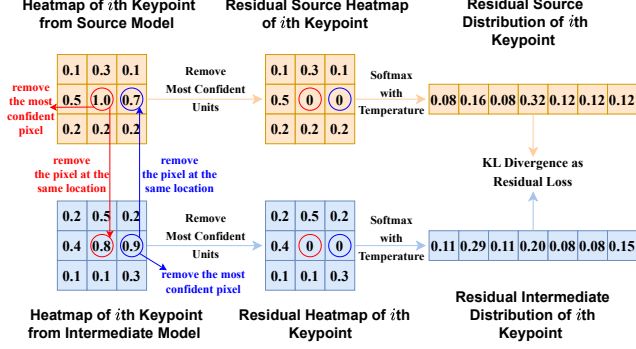 Heatmap of ith Keypoint
from Source Model
Residual Source Heatmap
of ith Keypoint
Residual Source
Distribution of ith
Keypoint
remove
the most
confident
pixel
0.1 0.3 0.1
0.5 1.0 0.7
0.2 0.2 0.2
Remove
Most Confident
Units
0.1 0.3 0.1
0.5 0 0
0.2 0.2 0.2
Softmax
with
Temperature
0.08 0.16 0.08 0.32 0.12 0.12 0.12
remove
the pixel at the
same location
remove
the pixel at the
same location
KL Divergence as
Residual Loss
0.2 0.5 0.2
0.4 0.8 0.9
0.1 0.1 0.3
Remove
Most Confident
Units
remove the most
confident pixel
0.2 0.5 0.2
0.4 0 0
0.1 0.1 0.3
Softmax
with
Temperature
0.11 0.29 0.11 0.20 0.08 0.08 0.15
Heatmap of ith Keypoint
from Intermediate Model
Residual Heatmap of ith
Keypoint
Residual Intermediate
Distribution of ith
Keypoint